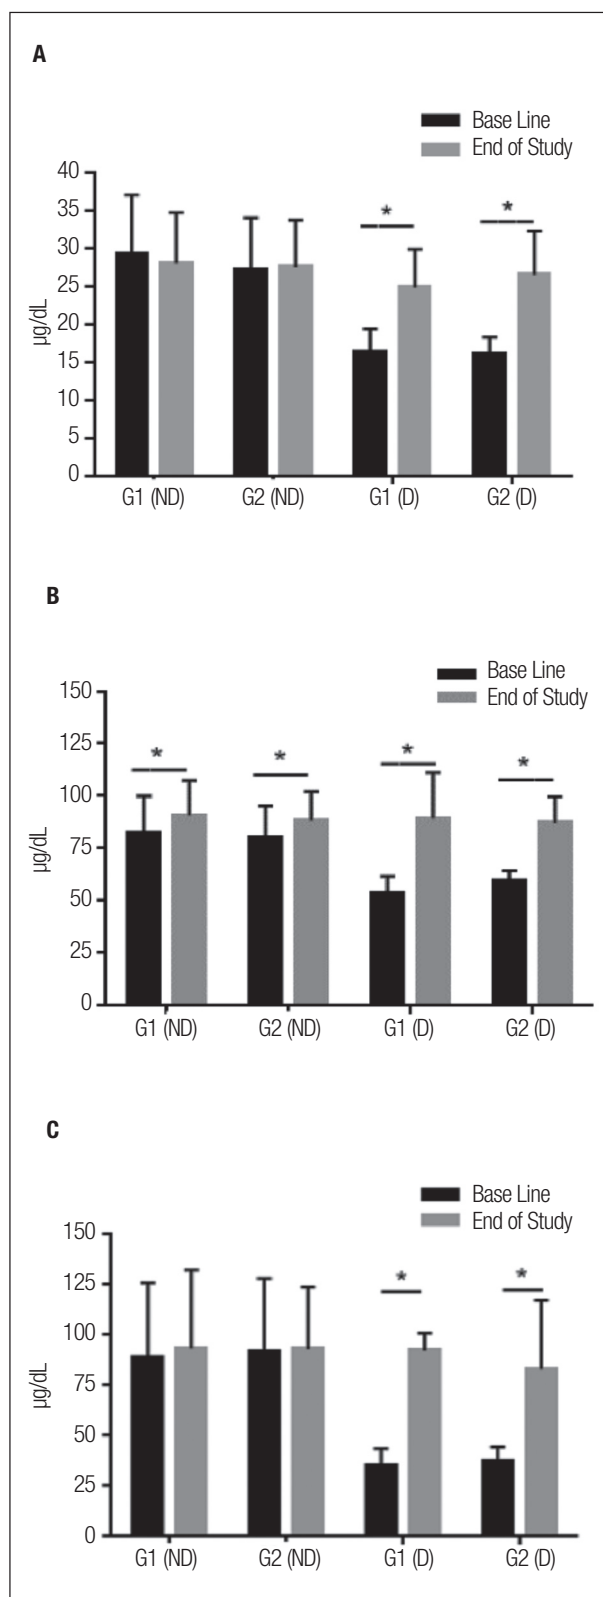 A
Base Line
End of Study
40
35
30
25
20
15
10
5
0
µg/dL
*
*
G1 (ND)
G2 (ND)
G1 (D)
G2 (D)
B
Base Line
End of Study
150
125
100
75
50
25
0
µg/dL
*
*
*
*
G1 (ND)
G2 (ND)
G1 (D)
G2 (D)
C
Base Line
End of Study
150
125
100
75
50
25
0
µg/dL
*
*
G1 (ND)
G2 (ND)
G1 (D)
G2 (D)